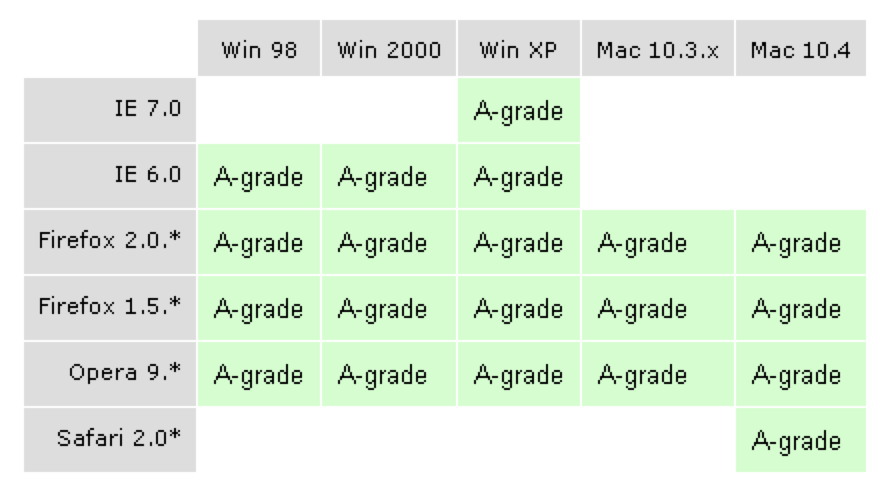 Win 98 Win 2000 Win XP Mac 10.3.x Mac 10.4
IE 7.0 A-grade
IE 6.0 A-grade A-grade A-grade
Firefox 2.0.* A-grade A-grade A-grade A-grade A-grade
Firefox 1.5.* A-grade A-grade A-grade A-grade A-grade
Opera 9.* A-grade A-grade A-grade A-grade A-grade
Safari 2.0* A-grade